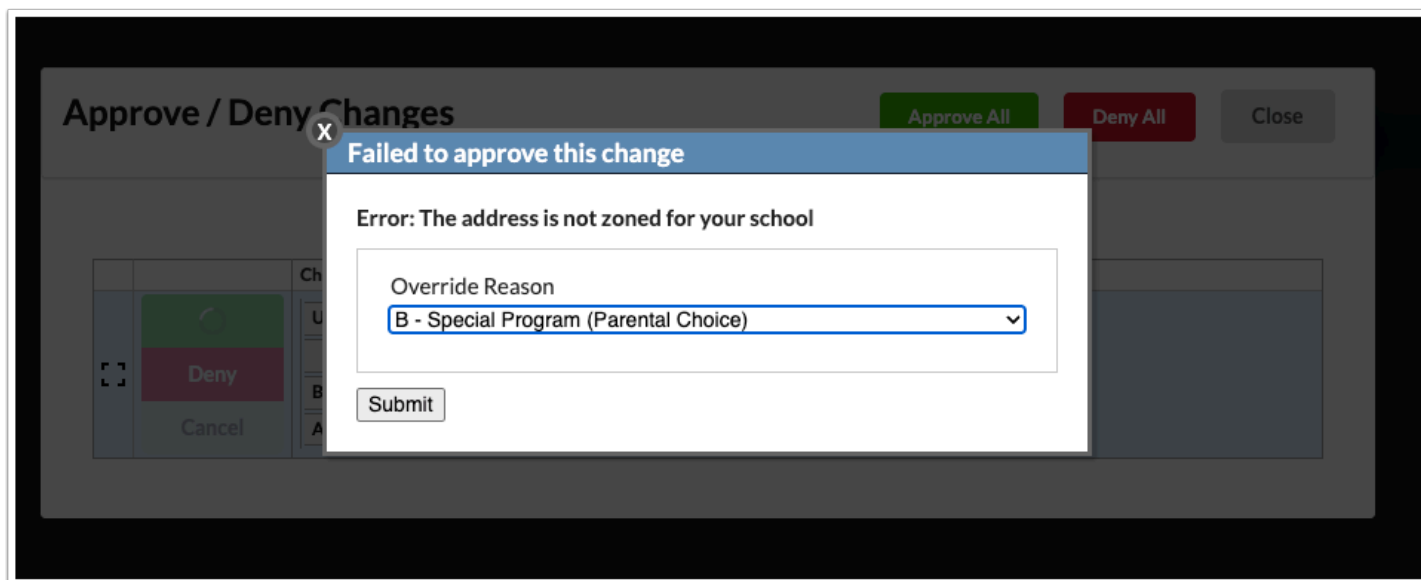 Approve / Deny Changes
Approve All
Deny All
Close
X
Failed to approve this change
Error: The address is not zoned for your school
Override Reason
B - Special Program (Parental Choice)
Submit
Ch
U
Deny
B
Cancel
A